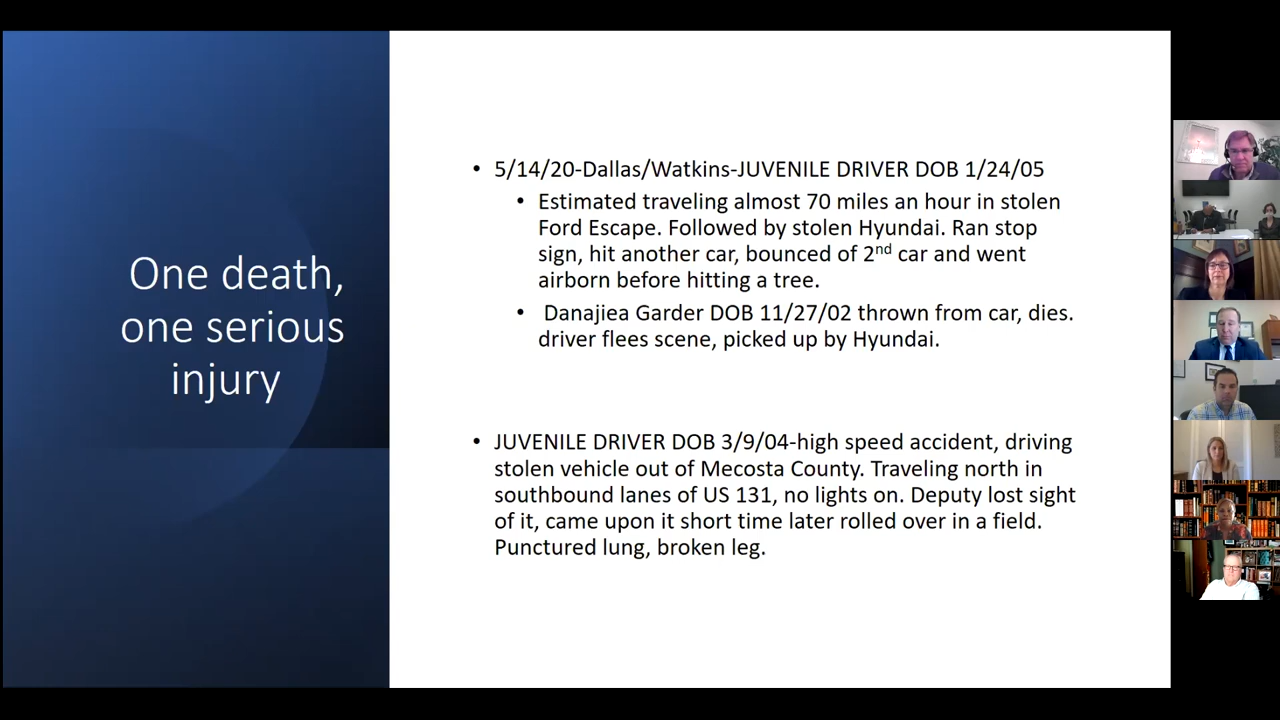 One death,
one serious
injury
• 5/14/20-Dallas/Watkins-JUVENILE DRIVER DOB 1/24/05
• Estimated traveling almost 70 miles an hour in stolen
Ford Escape. Followed by stolen Hyundai. Ran stop
sign, hit another car, bounced of 2nd car and went
airborn before hitting a tree.
• Danajiea Garder DOB 11/27/02 thrown from car, dies.
driver flees scene, picked up by Hyundai.
• JUVENILE DRIVER DOB 3/9/04-high speed accident, driving
stolen vehicle out of Mecosta County. Traveling north in
southbound lanes of US 131, no lights on. Deputy lost sight
of it, came upon it short time later rolled over in a field.
Punctured lung, broken leg.